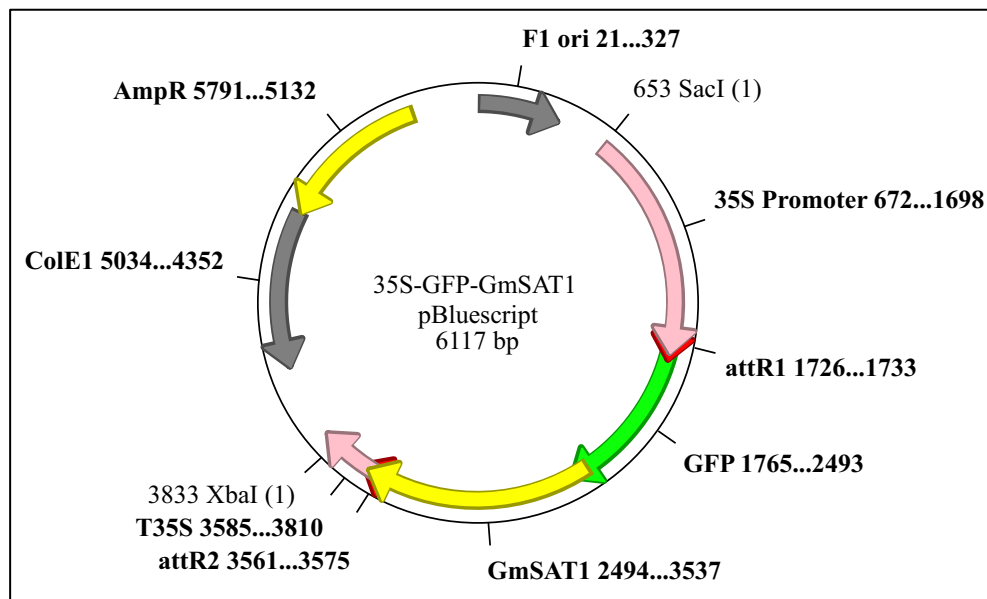 F1 ori 21...327
653 SacI (1)
AmpR 5791...5132
35S Promoter 672...1698
ColE1 5034...4352
35S-GFP-GmSAT1
pBluescript
6117 bp
attR1 1726...1733
GFP 1765...2493
3833 XbaI (1)
T35S 3585...3810
attR2 3561...3575
GmSAT1 2494...3537